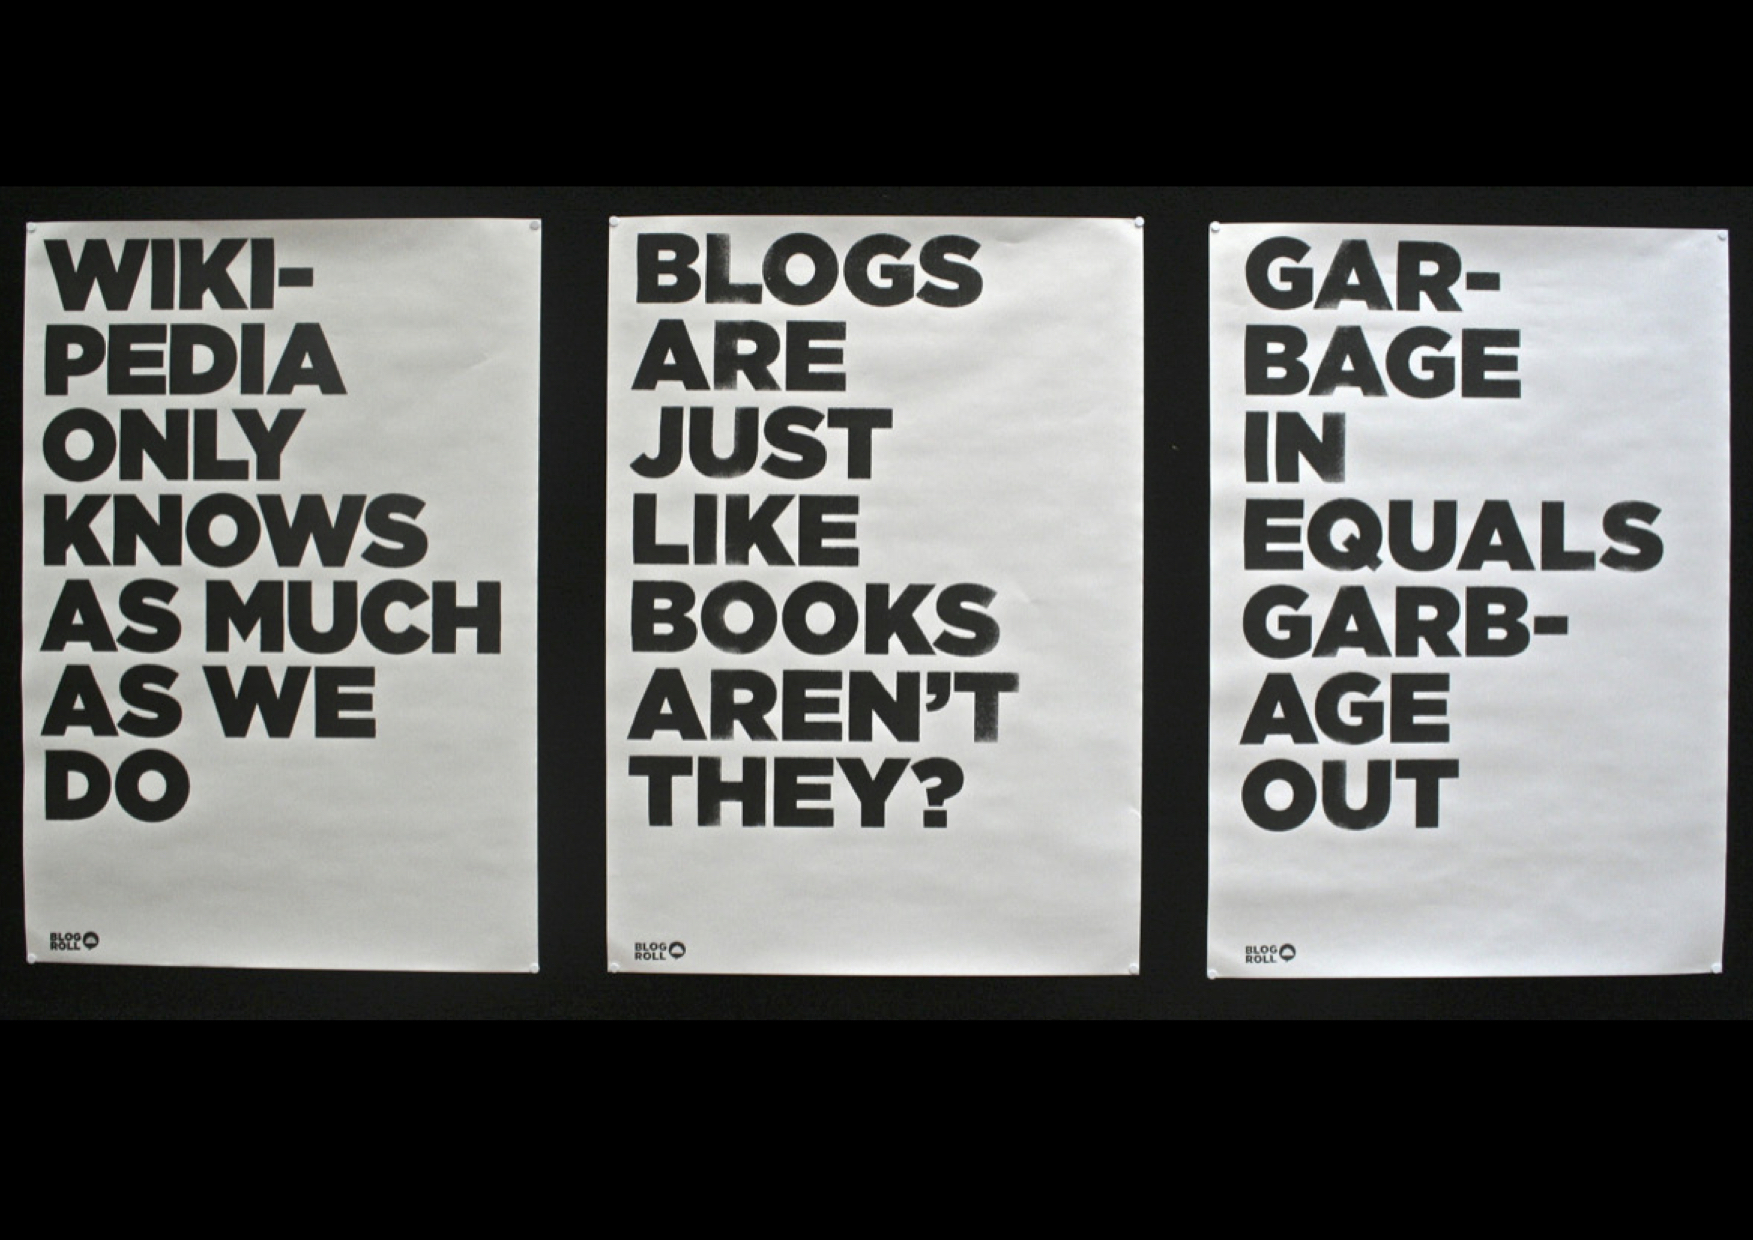 WIKI-
PEDIA
ONLY
KNOWS
AS MUCH
AS WE
DO
BLOG
ROLL
BLOGS
ARE
JUST
LIKE
BOOKS
AREN'T
THEY?
BLOG
ROLL
GAR-
BAGE
IN
EQUALS
GARB-
AGE
OUT
BLOG
ROLL